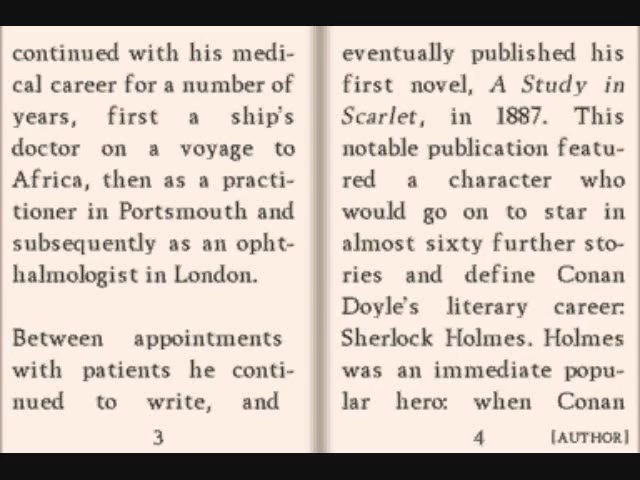 continued with his medi-
cal career for a number of
years, first a ship's
doctor on a voyage to
Africa, then as a practi-
tioner in Portsmouth and
subsequently as an opht-
halmologist in London.
Between appointments
with patients he conti-
nued to write, and
3
eventually published his
first novel, A Study in
Scarlet, in 1887. This
notable publication featu-
red a character who
would go on to star in
almost sixty further sto-
ries and define Conan
Doyle's literary career:
Sherlock Holmes. Holmes
was an immediate popu-
lar hero: when Conan
4
[AUTHOR]